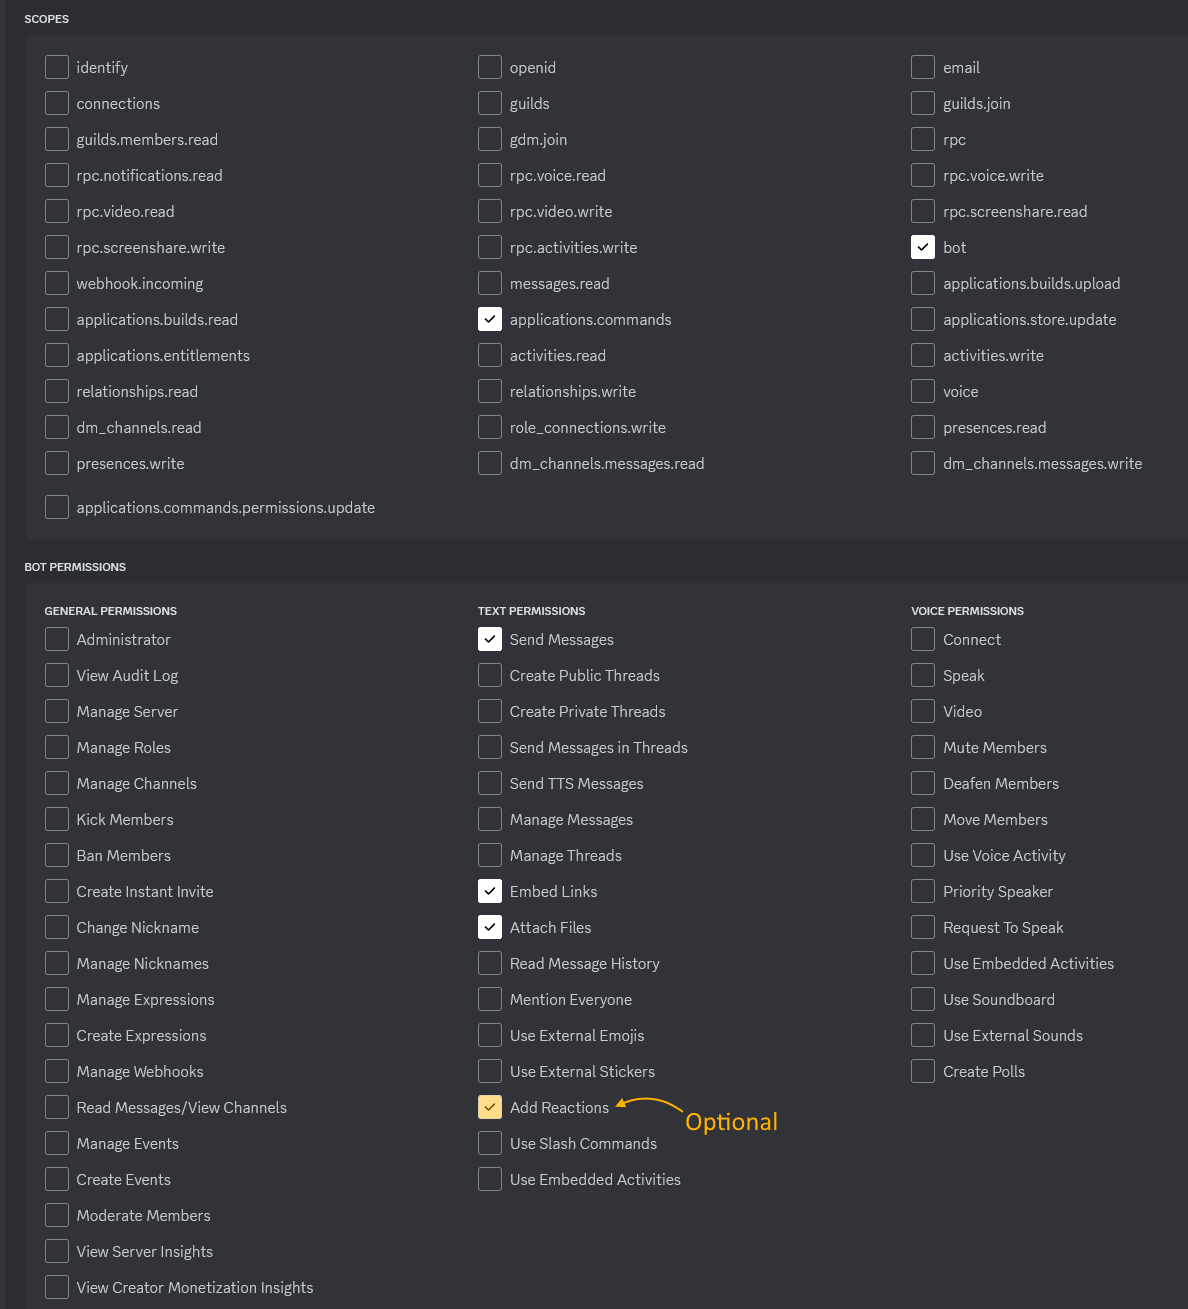 SCOPES
identify
openid
email
connections
guilds
guilds.join
guilds.members.read
gdm.join
rpc
rpc.notifications.read
rpc.voice.read
rpc.voice.write
rpc.video.read
rpc.video.write
rpc.screenshare.read
rpc.screenshare.write
rpc.activities.write
bot
webhook.incoming
messages.read
applications.builds.upload
applications.builds.read
applications.commands
applications.store.update
applications.entitlements
activities.read
activities.write
relationships.read
relationships.write
voice
dm_channels.read
role_connections.write
presences.read
presences.write
dm_channels.messages.read
dm_channels.messages.write
applications.commands.permissions.update
BOT PERMISSIONS
GENERAL PERMISSIONS
Administrator
View Audit Log
Manage Server
Manage Roles
Manage Channels
Kick Members
Ban Members
Create Instant Invite
Change Nickname
Manage Nicknames
Manage Expressions
Create Expressions
Manage Webhooks
Read Messages/View Channels
Manage Events
Create Events
Moderate Members
View Server Insights
View Creator Monetization Insights
TEXT PERMISSIONS
Send Messages
Create Public Threads
Create Private Threads
Send Messages in Threads
Send TTS Messages
Manage Messages
Manage Threads
Embed Links
Attach Files
Read Message History
Mention Everyone
Use External Emojis
Use External Stickers
Add Reactions
Optional
Use Slash Commands
Use Embedded Activities
VOICE PERMISSIONS
Connect
Speak
Video
Mute Members
Deafen Members
Move Members
Use Voice Activity
Priority Speaker
Request To Speak
Use Embedded Activities
Use Soundboard
Use External Sounds
Create Polls